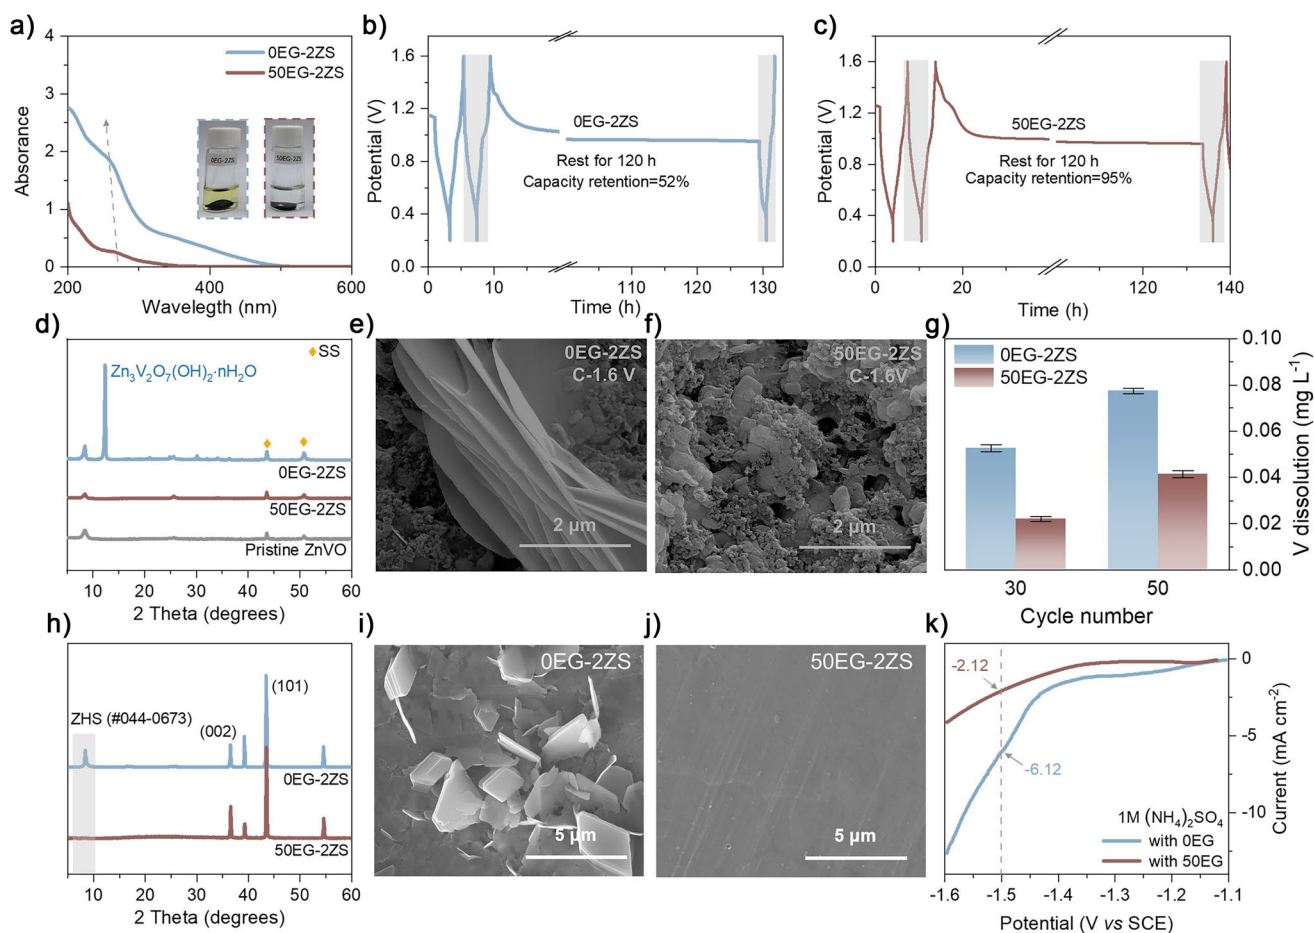 a)
4
3
2
1
0
Absorance
0EG-2ZS
50EG-2ZS
0EG-2ZS
50EG-2ZS
200
300
400
500
600
Wavelegth (nm)
b)
1.6
1.2
0.8
0.4
0.0
Potential (V)
0EG-2ZS
Rest for 120 h
Capacity retention=52%
0
10
110
120
130
Time (h)
c)
1.6
1.2
0.8
0.4
0.0
Potential (V)
50EG-2ZS
Rest for 120 h
Capacity retention=95%
0
20
120
140
Time (h)
d)
Intensity (a.u.)
SS
Zn₃V₂O₇(OH)₂·nH₂O
0EG-2ZS
50EG-2ZS
Pristine ZnVO
10
20
30
40
50
60
2 Theta (degrees)
e)
0EG-2ZS
C-1.6 V
2 μm
f)
50EG-2ZS
C-1.6V
2 μm
g)
0EG-2ZS
50EG-2ZS
0.10
0.08
0.06
0.04
0.02
0.00
V dissolution (mg L⁻¹)
30
50
Cycle number
h)
Intensity (a.u.)
ZHS (#044-0673)
(002)
(101)
0EG-2ZS
50EG-2ZS
10
20
30
40
50
60
2 Theta (degrees)
i)
0EG-2ZS
5 μm
j)
50EG-2ZS
5 μm
k)
-2.12
-6.12
1M (NH₄)₂SO₄
with 0EG
with 50EG
0
-5
-10
Current (mA cm⁻²)
-1.6
-1.5
-1.4
-1.3
-1.2
-1.1
Potential (V vs SCE)